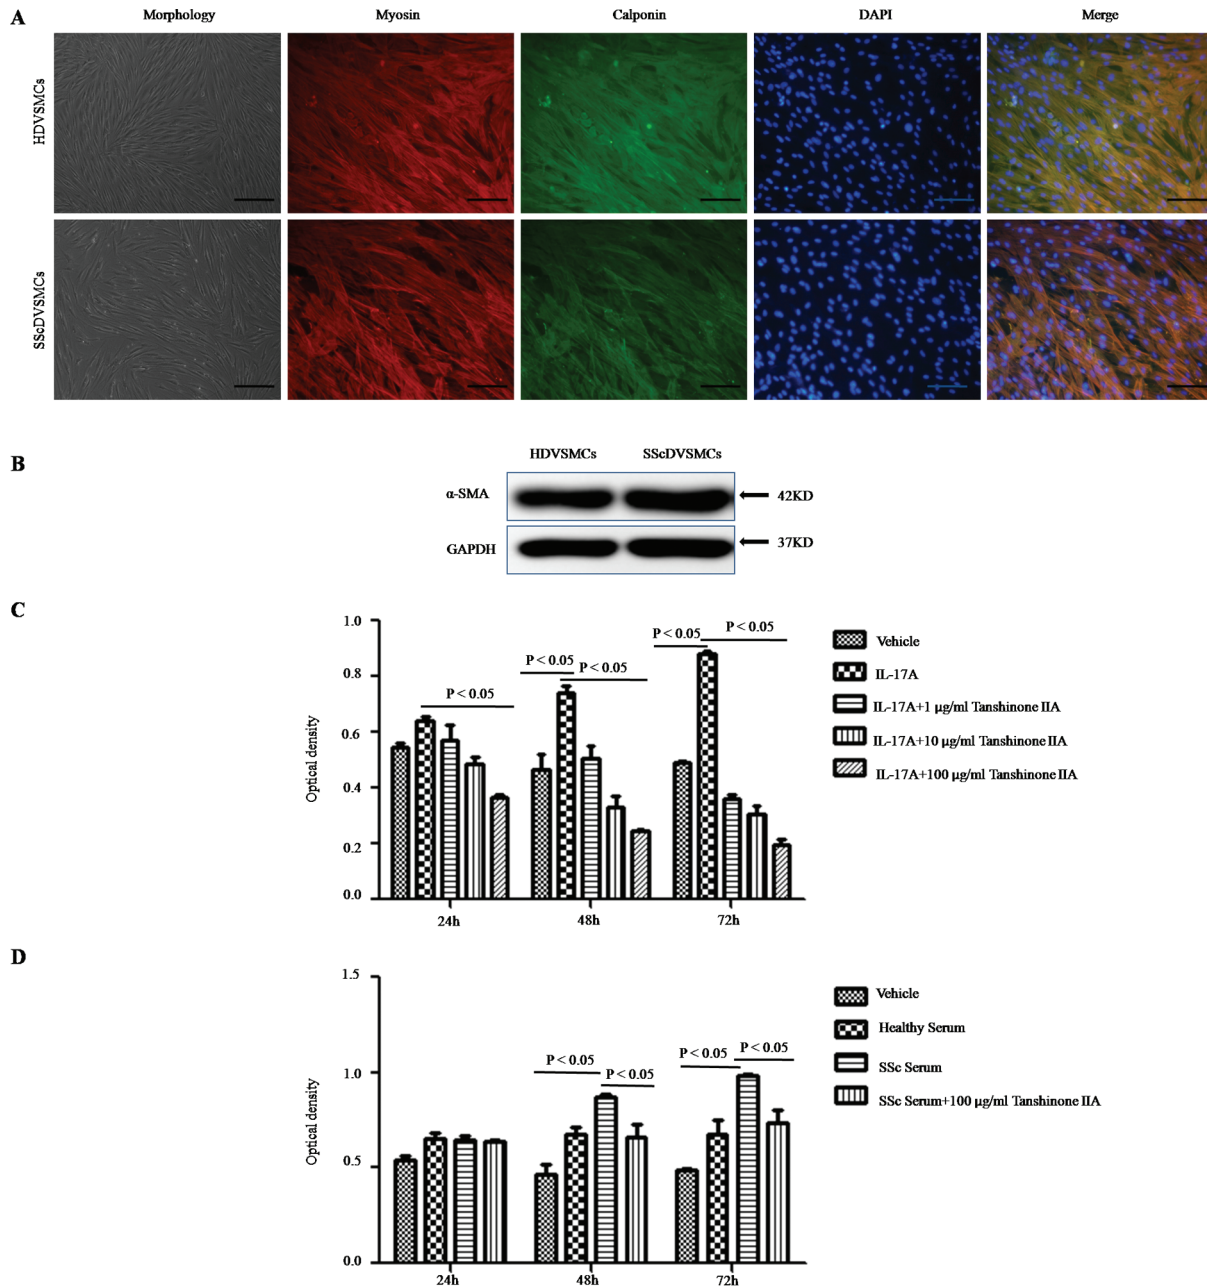 A
Morphology Myosin Calponin DAPI Merge
HDVSMCs
SScDVSMCs
B
HDVSMCs SScDVSMCs
α-SMA 42KD
GAPDH 37KD
C
Optical density
1.0
0.8
0.6
0.4
0.2
0.0
P < 0.05
P < 0.05
P < 0.05
P < 0.05
P < 0.05
24h 48h 72h
Vehicle
IL-17A
IL-17A+1 µg/ml Tanshinone IIA
IL-17A+10 µg/ml Tanshinone IIA
IL-17A+100 µg/ml Tanshinone IIA
D
Optical density
1.5
1.0
0.5
0.0
P < 0.05
P < 0.05
P < 0.05
P < 0.05
24h 48h 72h
Vehicle
Healthy Serum
SSc Serum
SSc Serum+100 µg/ml Tanshinone IIA